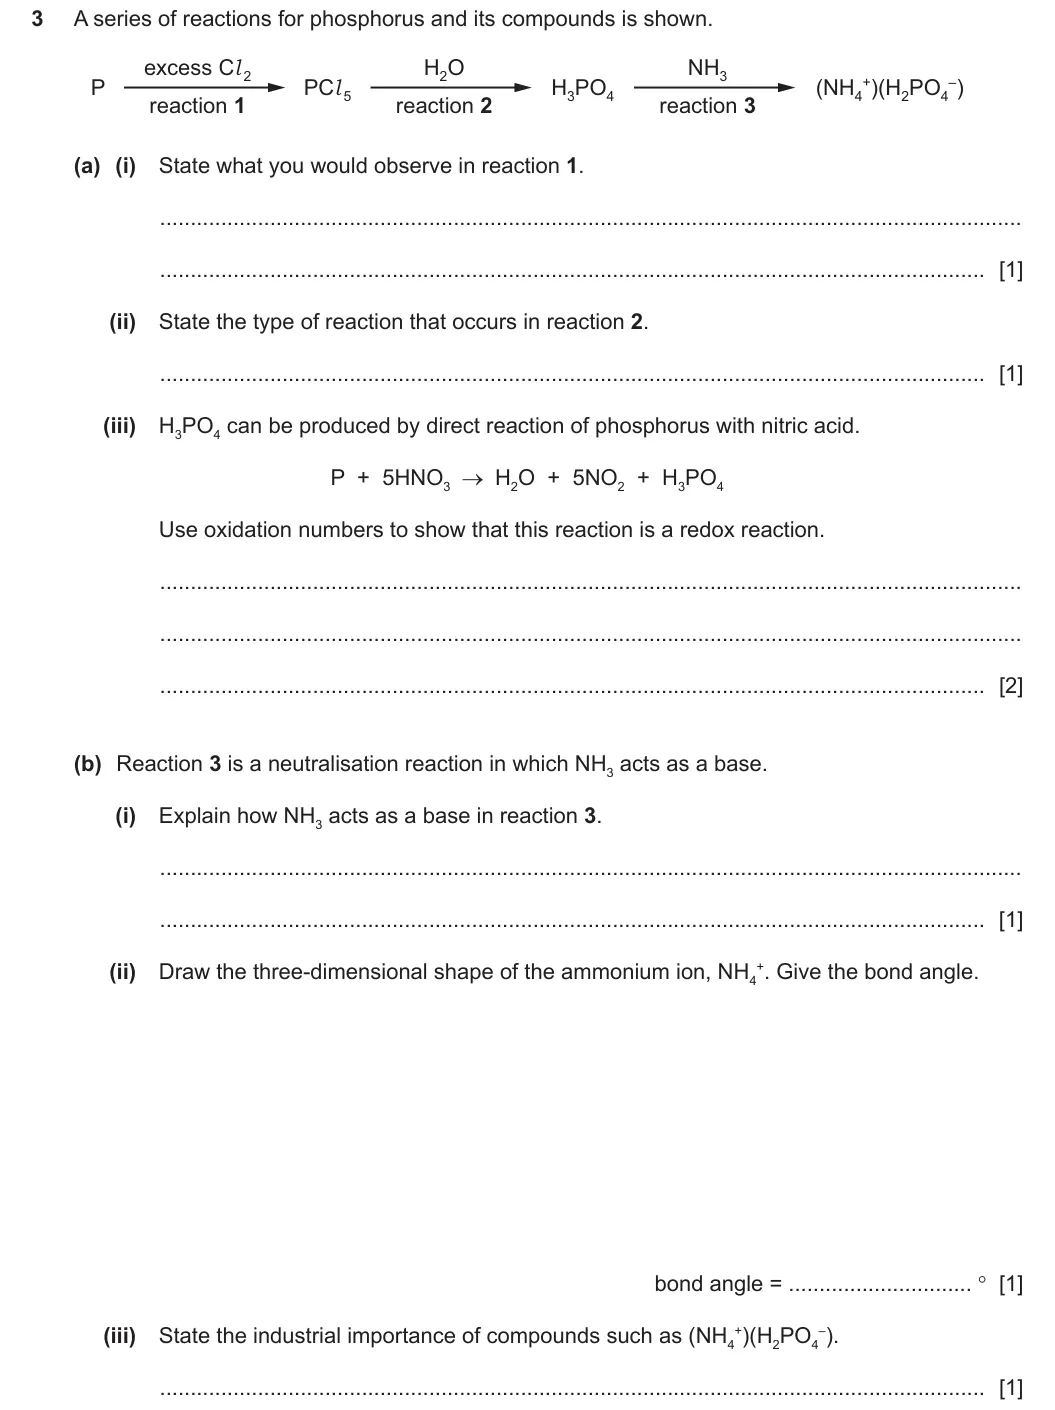 3 A series of reactions for phosphorus and its compounds is shown.
P excess Cl₂ reaction 1 PCl₅ H₂O reaction 2 H₃PO₄ NH₃ reaction 3 (NH₄⁺)(H₂PO₄⁻)
(a) (i) State what you would observe in reaction 1.
..........................................................................................
.......................................................................................... [1]
(ii) State the type of reaction that occurs in reaction 2.
.......................................................................................... [1]
(iii) H₃PO₄ can be produced by direct reaction of phosphorus with nitric acid.
P + 5HNO₃ → H₂O + 5NO₂ + H₃PO₄
Use oxidation numbers to show that this reaction is a redox reaction.
..........................................................................................
..........................................................................................
.......................................................................................... [2]
(b) Reaction 3 is a neutralisation reaction in which NH₃ acts as a base.
(i) Explain how NH₃ acts as a base in reaction 3.
..........................................................................................
.......................................................................................... [1]
(ii) Draw the three-dimensional shape of the ammonium ion, NH₄⁺. Give the bond angle.
bond angle = .............................. ° [1]
(iii) State the industrial importance of compounds such as (NH₄⁺)(H₂PO₄⁻).
.......................................................................................... [1]